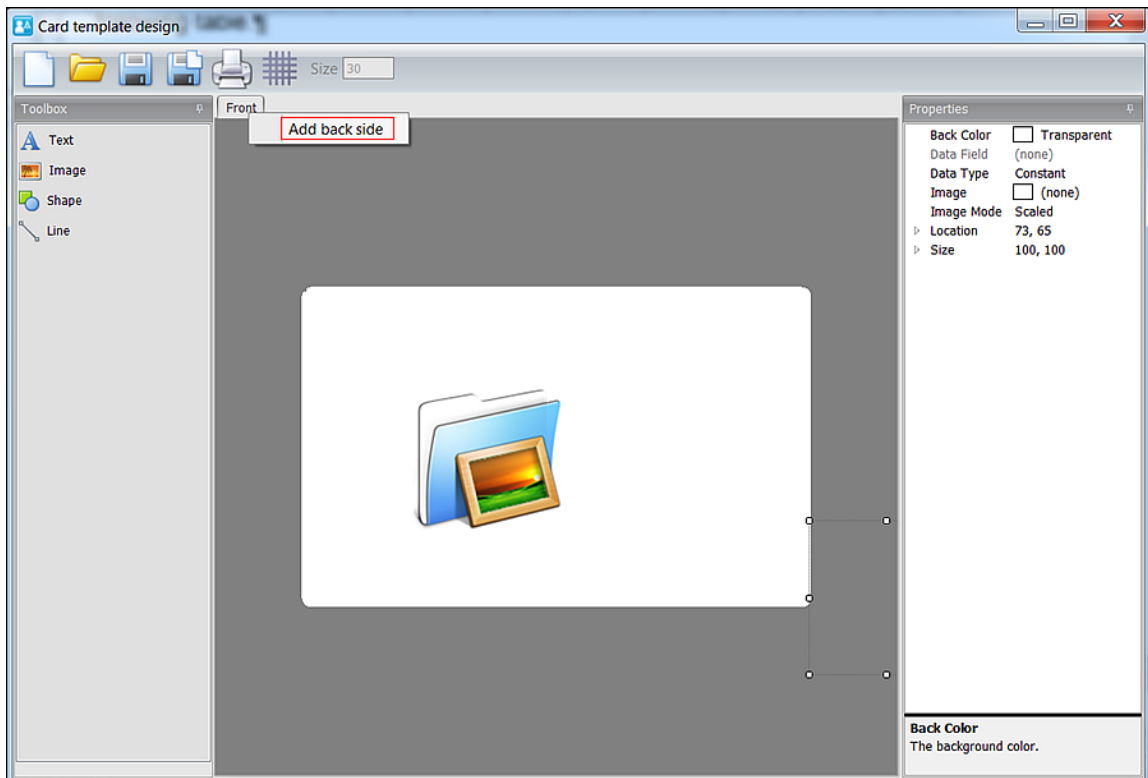 Card template design
Size 30
Toolbox
Text
Image
Shape
Line
Front
Add back side
Properties
Back Color Transparent
Data Field (none)
Data Type Constant
Image (none)
Image Mode Scaled
Location 73, 65
Size 100, 100
Back Color
The background color.